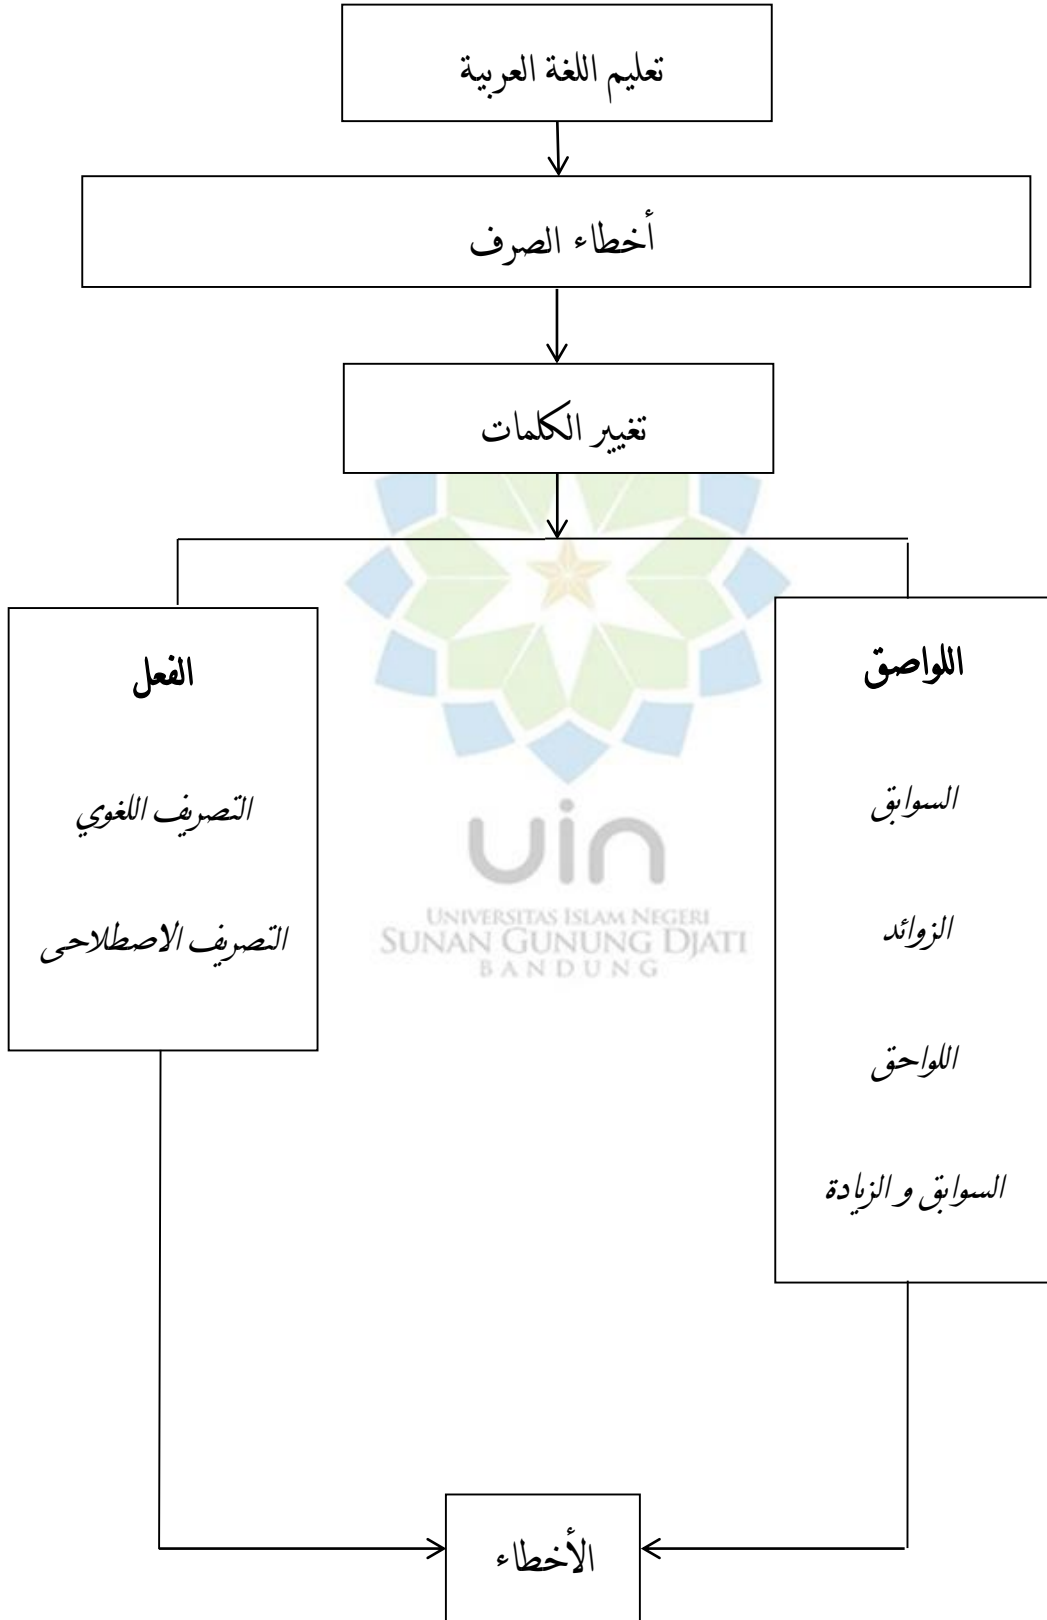 تعليم اللغة العربية
أخطاء الصرف
تغيير الكلمات
اللواصق
السوابق
الزوائد
اللواحق
السوابق و الزيادة
الفعل
التصريف اللغوي
التصريف الاصطلاحى
uin
UNIVERSITAS ISLAM NEGERI
SUNAN GUNUNG DJATI
BANDUNG
الأخطاء